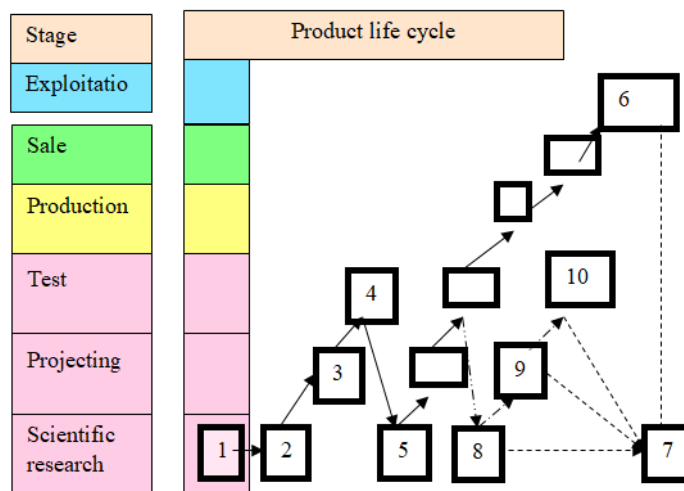 Stage
Product life cycle
Exploitatio
Sale
Production
Test
Projecting
Scientific
research
6
10
4
3
9
1
2
5
8
7